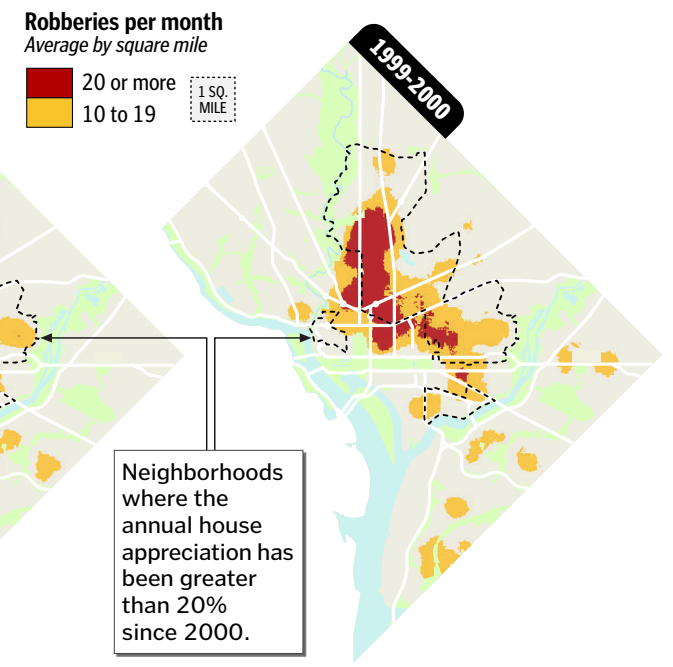 Robberies per month
Average by square mile
20 or more
10 to 19
1 SQ.
MILE
1999-2000
Neighborhoods
where the
annual house
appreciation has
been greater
than 20%
since 2000.